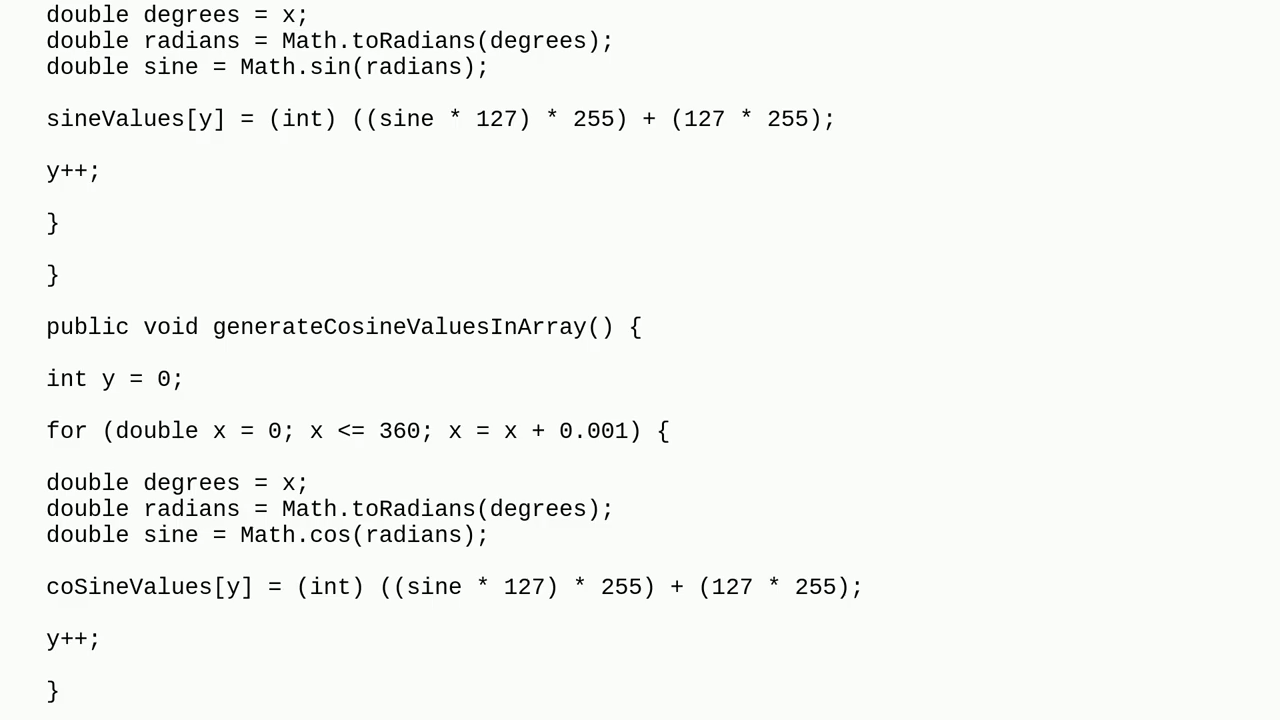 double degrees = x;
double radians = Math.toRadians(degrees);
double sine = Math.sin(radians);
sineValues[y] = (int) ((sine * 127) * 255) + (127 * 255);
y++;
}
}
public void generateCosineValuesInArray() {
int y = 0;
for (double x = 0; x <= 360; x = x + 0.001) {
double degrees = x;
double radians = Math.toRadians(degrees);
double sine = Math.cos(radians);
coSineValues[y] = (int) ((sine * 127) * 255) + (127 * 255);
y++;
}